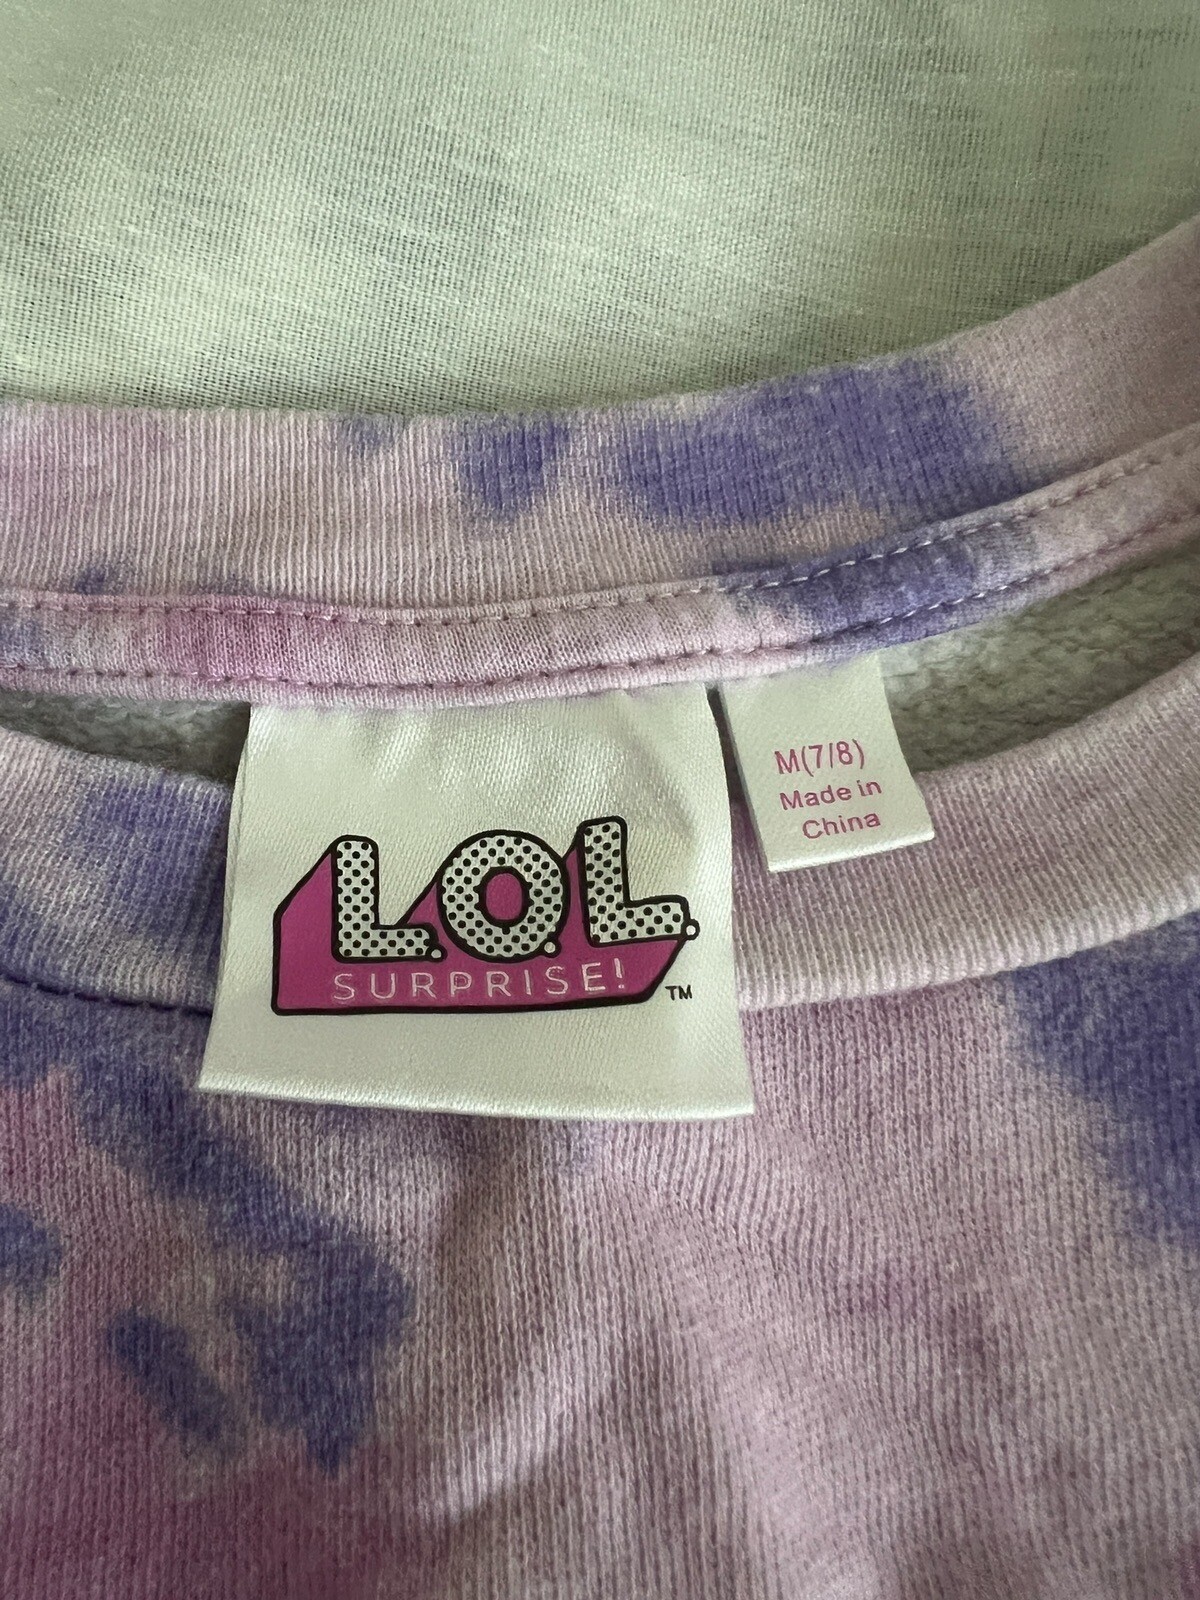 L.O.L.
SURPRISE!
TM
M(7/8)
Made in
China